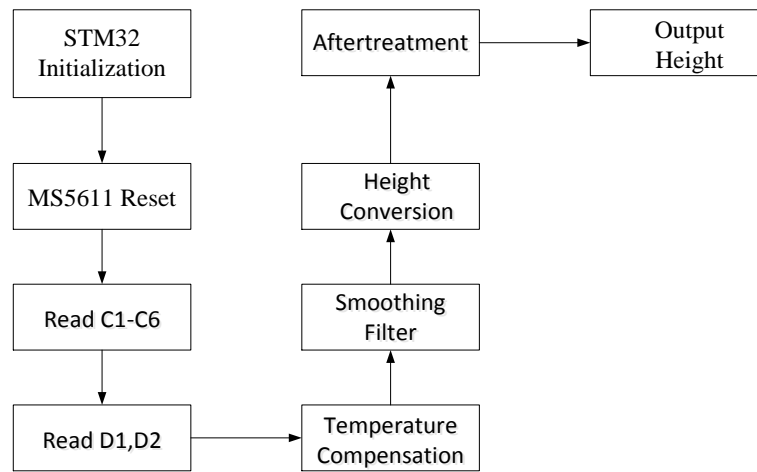 STM32
Initialization
MS5611 Reset
Read C1-C6
Read D1,D2
Temperature
Compensation
Smoothing
Filter
Height
Conversion
Aftertreatment
Output
Height